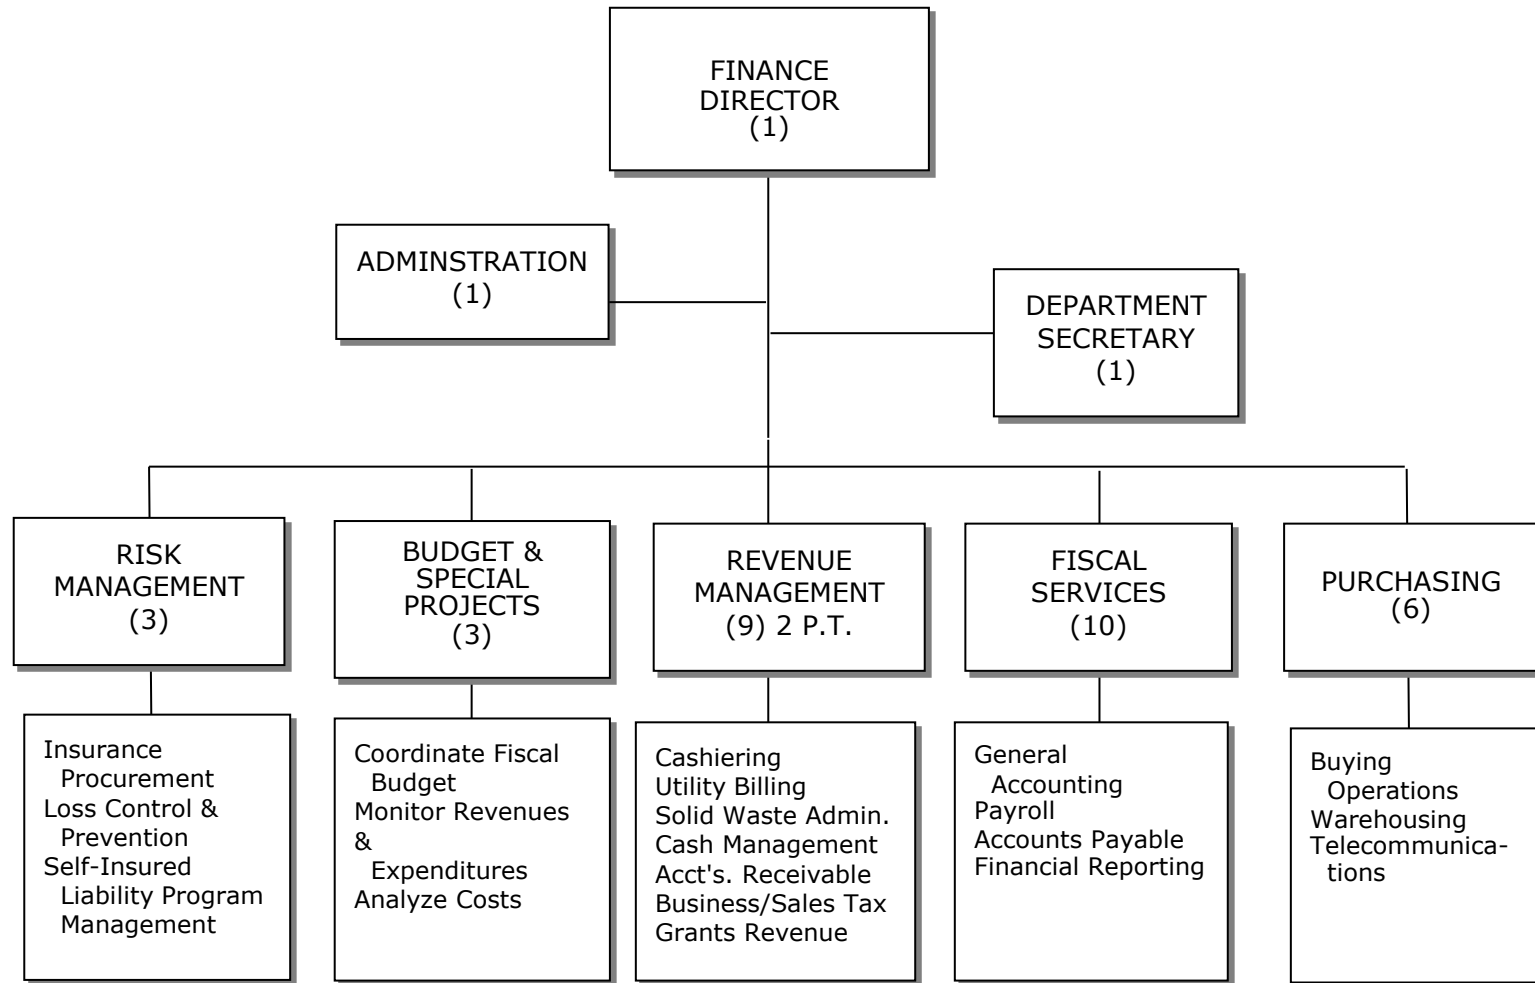 FINANCE
DIRECTOR
(1)
ADMINSTRATION
(1)
DEPARTMENT
SECRETARY
(1)
RISK
MANAGEMENT
(3)
BUDGET &
SPECIAL
PROJECTS
(3)
REVENUE
MANAGEMENT
(9) 2 P.T.
FISCAL
SERVICES
(10)
PURCHASING
(6)
Insurance
Procurement
Loss Control &
Prevention
Self-Insured
Liability Program
Management
Coordinate Fiscal
Budget
Monitor Revenues
&
Expenditures
Analyze Costs
Cashiering
Utility Billing
Solid Waste Admin.
Cash Management
Acct's. Receivable
Business/Sales Tax
Grants Revenue
General
Accounting
Payroll
Accounts Payable
Financial Reporting
Buying
Operations
Warehousing
Telecommunica-
tions